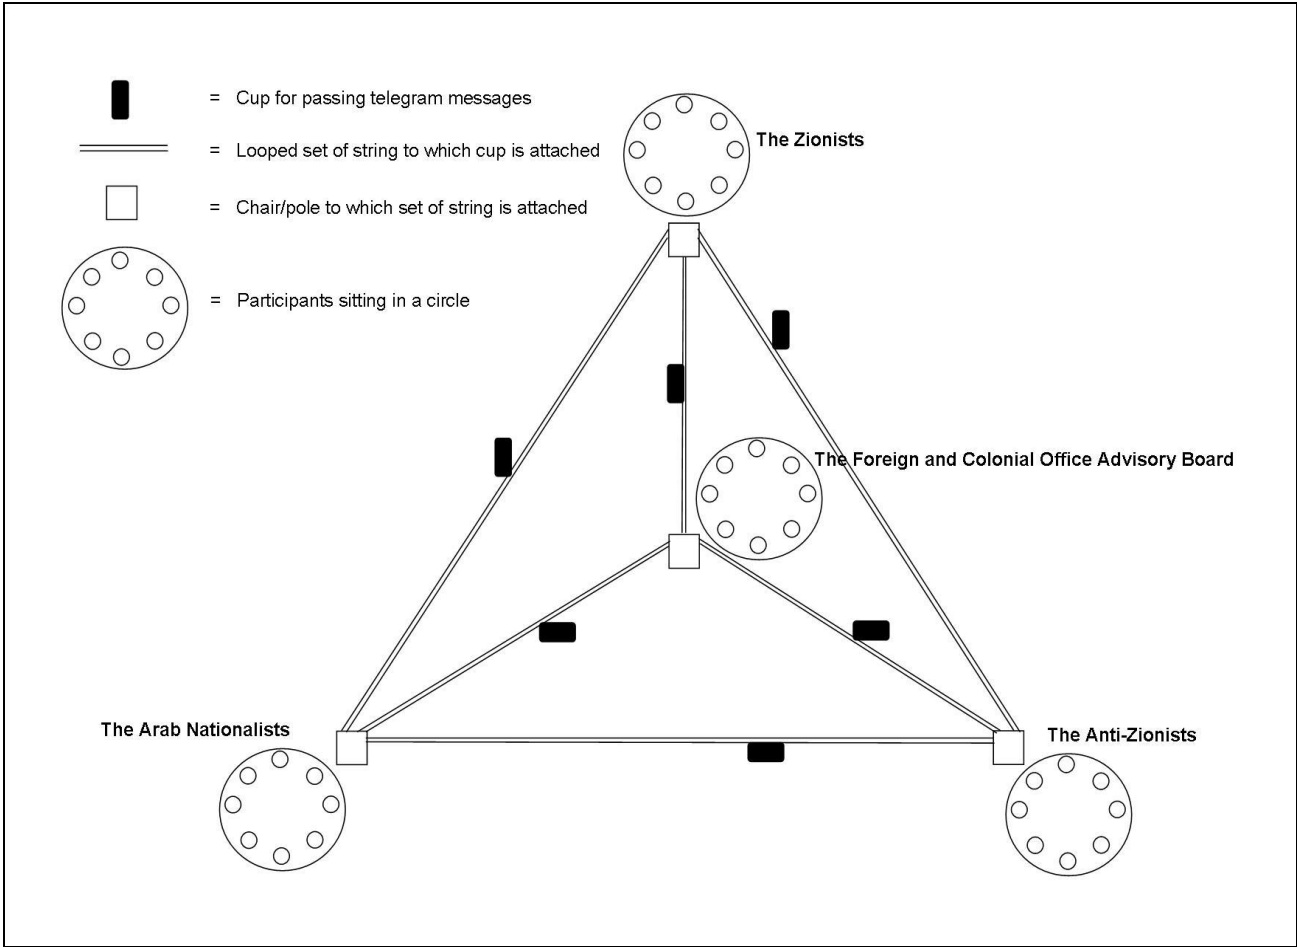 = Cup for passing telegram messages
= Looped set of string to which cup is attached
= Chair/pole to which set of string is attached
= Participants sitting in a circle
The Zionists
The Foreign and Colonial Office Advisory Board
The Arab Nationalists
The Anti-Zionists